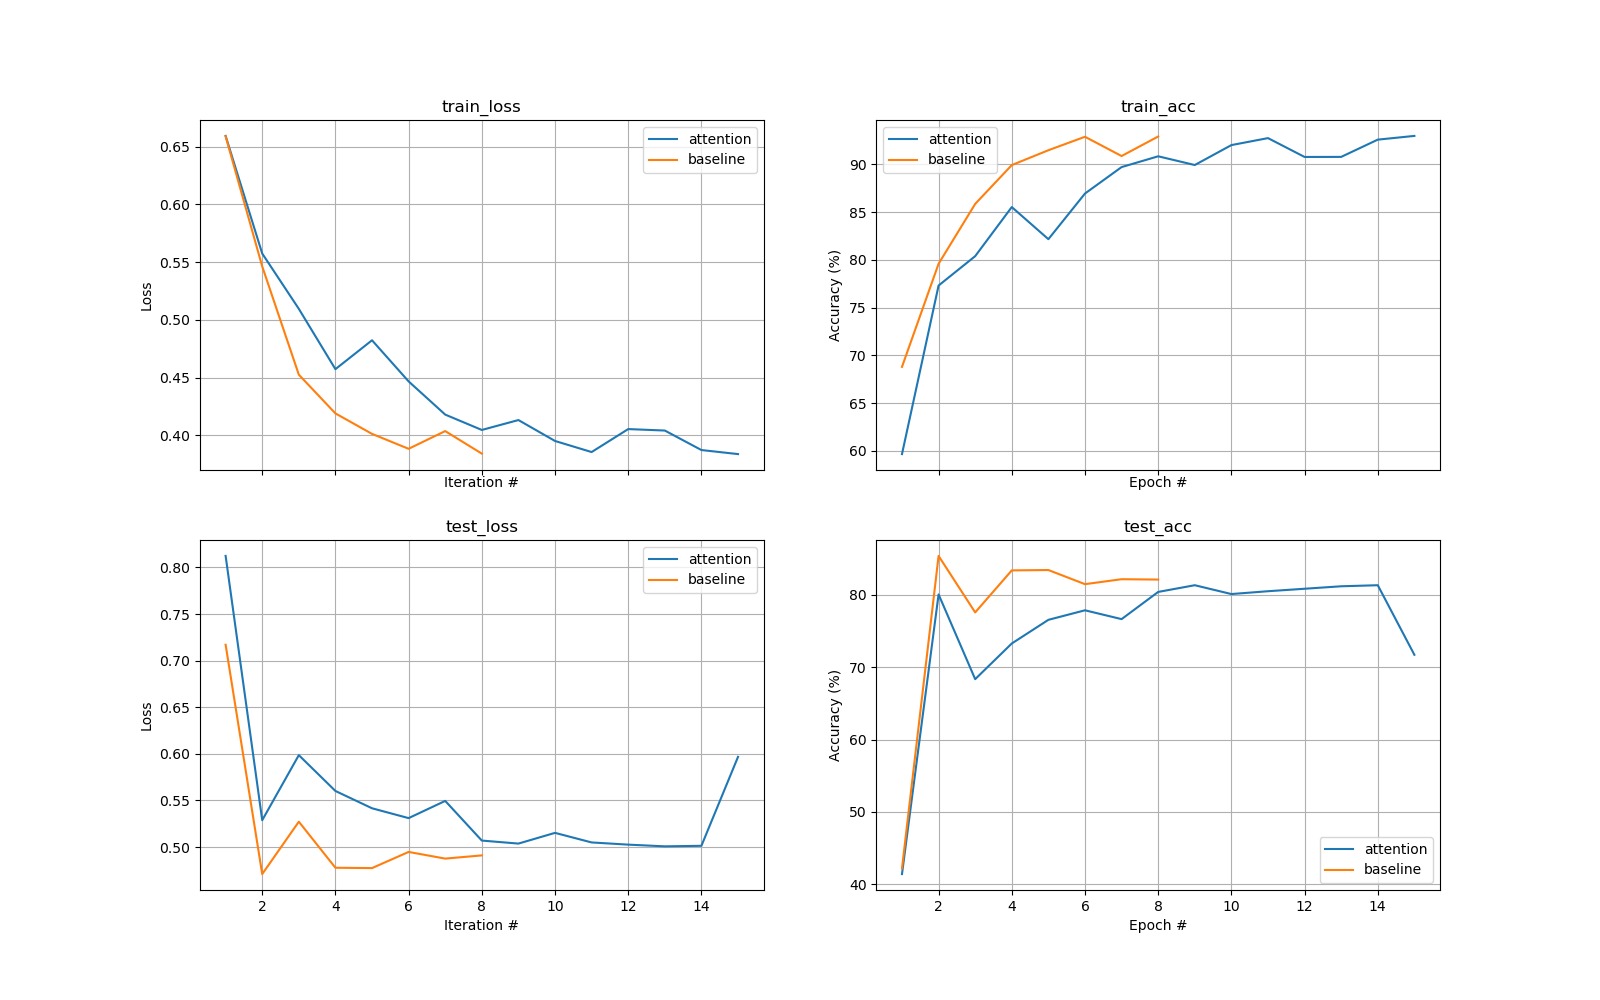 train_loss
0.65
0.60
0.55
0.50
0.45
0.40
Loss
Iteration #
attention
baseline
train_acc
90
85
80
75
70
65
60
Accuracy (%)
Epoch #
attention
baseline
test_loss
0.80
0.75
0.70
0.65
0.60
0.55
0.50
Loss
2 4 6 8 10 12 14
Iteration #
attention
baseline
test_acc
80
70
60
50
40
Accuracy (%)
2 4 6 8 10 12 14
Epoch #
attention
baseline